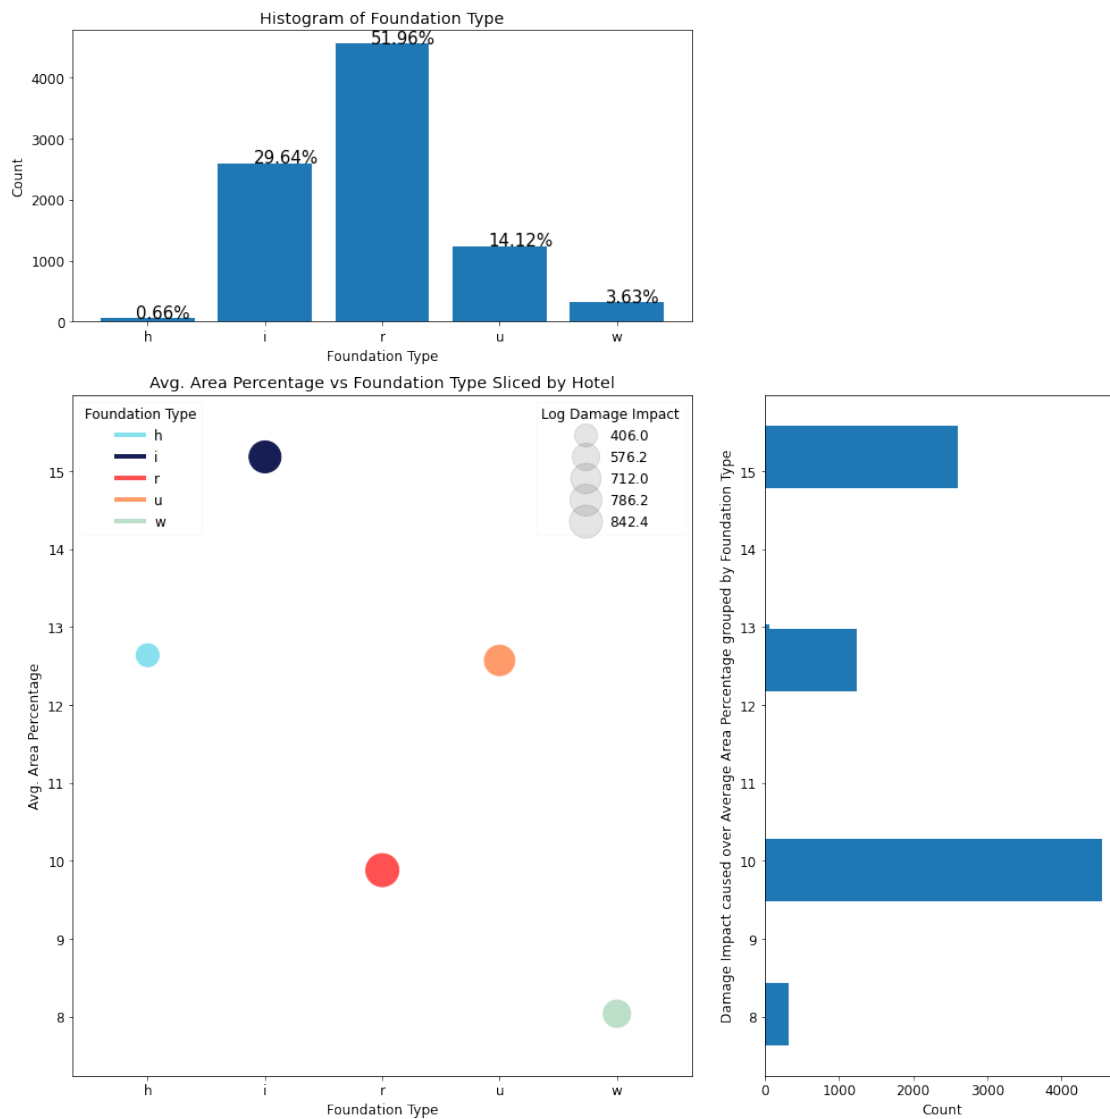 Histogram of Foundation Type
51.96%
29.64%
14.12%
3.63%
0.66%
4000
3000
2000
1000
0
Count
h i r u w
Foundation Type
Avg. Area Percentage vs Foundation Type Sliced by Hotel
Foundation Type
h
i
r
u
w
Log Damage Impact
406.0
576.2
712.0
786.2
842.4
15
14
13
12
11
10
9
8
Avg. Area Percentage
h i r u w
Foundation Type
Damage Impact caused over Average Area Percentage grouped by Foundation Type
15
14
13
12
11
10
9
8
0 1000 2000 3000 4000
Count